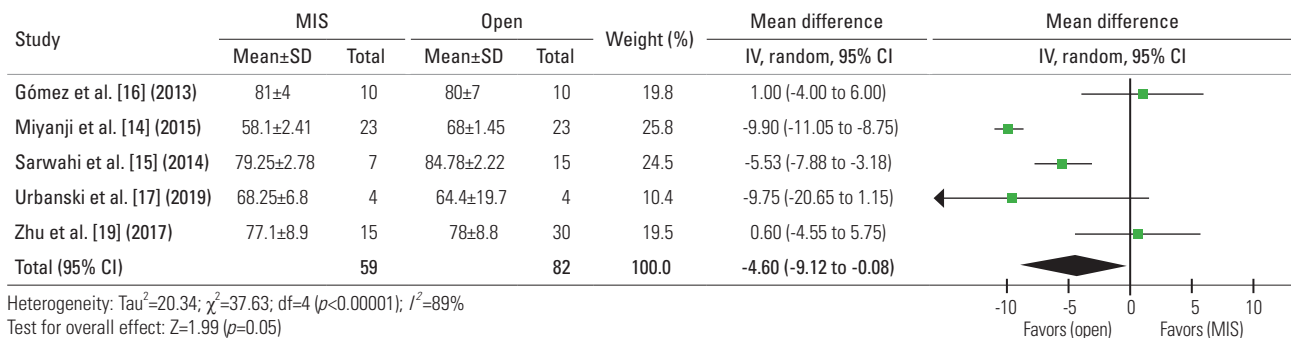 Study MIS Open Weight (%) Mean difference Mean difference
Mean±SD Total Mean±SD Total IV, random, 95% CI IV, random, 95% CI
Gómez et al. [16] (2013) 81±4 10 80±7 10 19.8 1.00 (-4.00 to 6.00)
Miyanji et al. [14] (2015) 58.1±2.41 23 68±1.45 23 25.8 -9.90 (-11.05 to -8.75)
Sarwahi et al. [15] (2014) 79.25±2.78 7 84.78±2.22 15 24.5 -5.53 (-7.88 to -3.18)
Urbanski et al. [17] (2019) 68.25±6.8 4 64.4±19.7 4 10.4 -9.75 (-20.65 to 1.15)
Zhu et al. [19] (2017) 77.1±8.9 15 78±8.8 30 19.5 0.60 (-4.55 to 5.75)
Total (95% CI) 59 82 100.0 -4.60 (-9.12 to -0.08)
Heterogeneity: Tau²=20.34; χ²=37.63; df=4 (p<0.00001); I²=89%
Test for overall effect: Z=1.99 (p=0.05)
-10 -5 0 5 10
Favors (open) Favors (MIS)